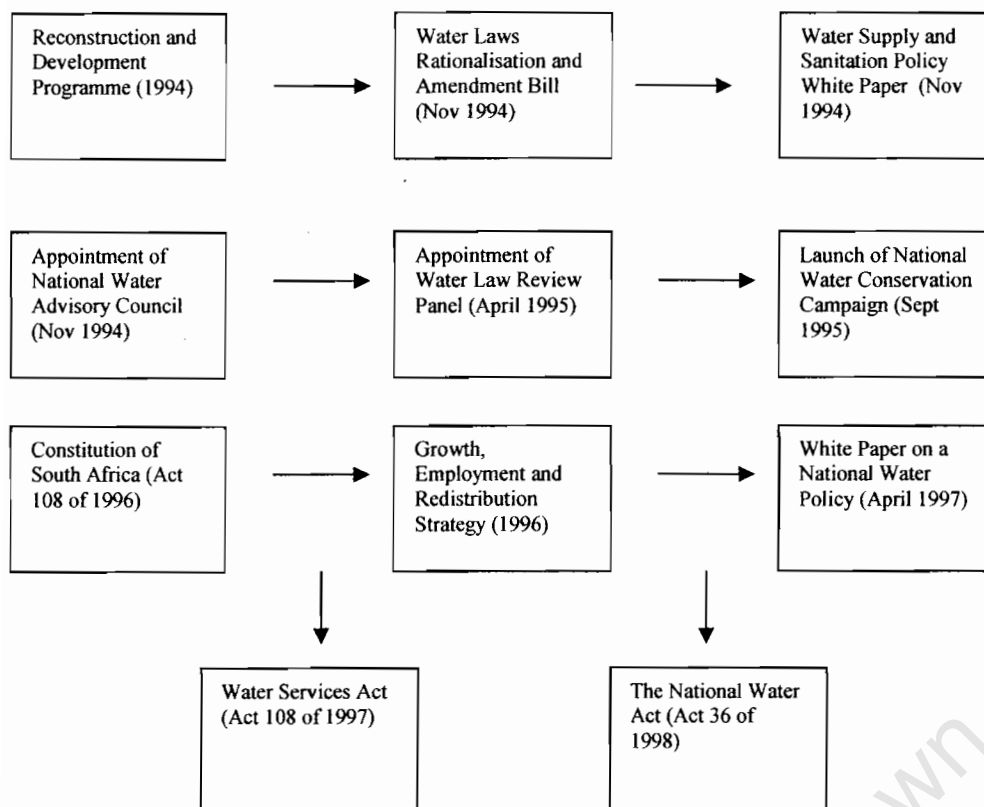 Reconstruction and
Development
Programme (1994)
Water Laws
Rationalisation and
Amendment Bill
(Nov 1994)
Water Supply and
Sanitation Policy
White Paper (Nov
1994)
Appointment of
National Water
Advisory Council
(Nov 1994)
Appointment of
Water Law Review
Panel (April 1995)
Launch of National
Water Conservation
Campaign (Sept
1995)
Constitution of
South Africa (Act
108 of 1996)
Growth,
Employment and
Redistribution
Strategy (1996)
White Paper on a
National Water
Policy (April 1997)
Water Services Act
(Act 108 of 1997)
The National Water
Act (Act 36 of
1998)
wn